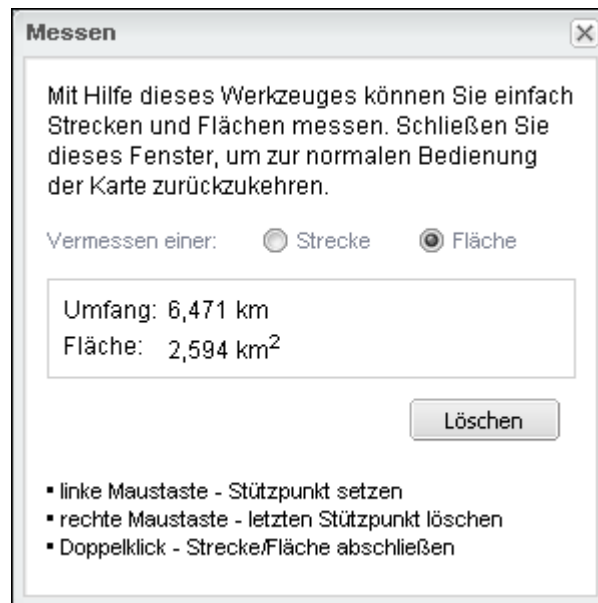 Messen
Mit Hilfe dieses Werkzeuges können Sie einfach
Strecken und Flächen messen. Schließen Sie
dieses Fenster, um zur normalen Bedienung
der Karte zurückzukehren.
Vermessen einer: Strecke Fläche
Umfang: 6,471 km
Fläche: 2,594 km²
Löschen
▪ linke Maustaste - Stützpunkt setzen
▪ rechte Maustaste - letzten Stützpunkt löschen
▪ Doppelklick - Strecke/Fläche abschließen